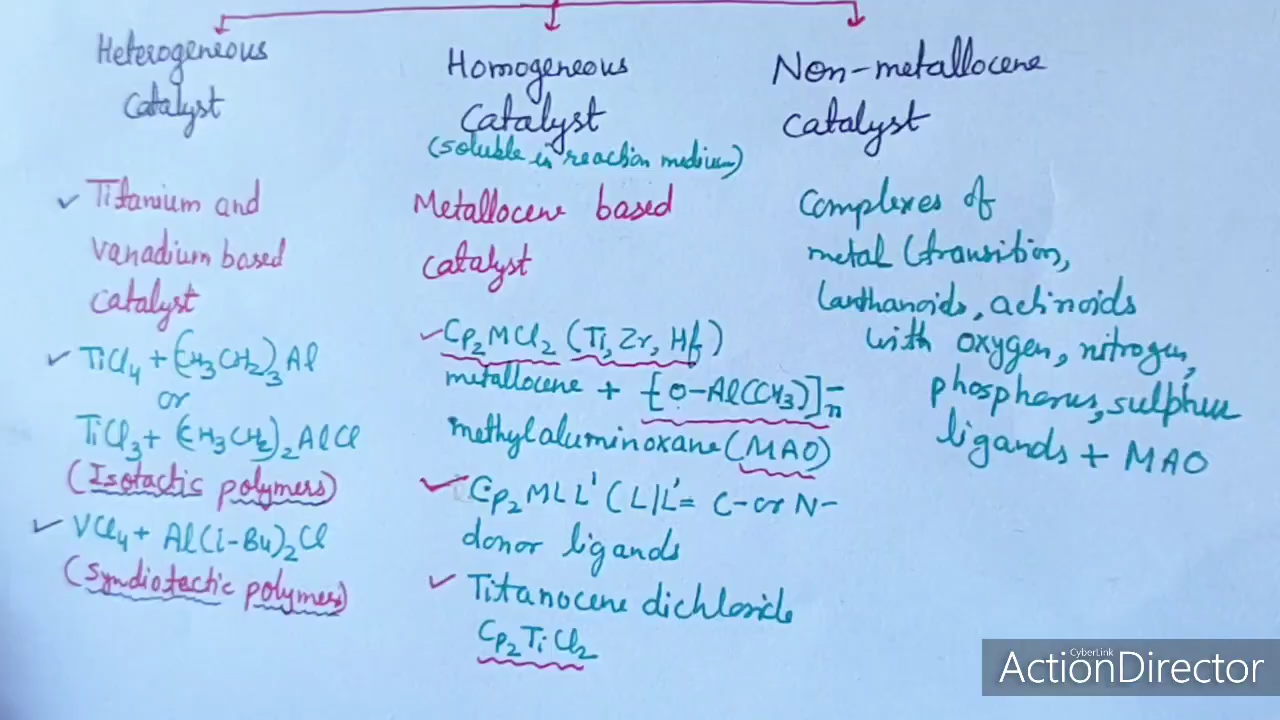 Heterogeneous
Catalyst
Titanium and
vanadium based
catalyst
TiCl4 + (CH3CH2)3Al
or
TiCl3 + (CH3CH2)2AlCl
(Isotactic polymers)
VCl4 + Al(i-Bu)2Cl
(Syndiotactic polymers)
Homogeneous
Catalyst
(soluble in reaction medium)
Metallocene based
catalyst
Cp2MCl2 (Ti, Zr, Hf)
metallocene + -[O-Al(CH3)]n-
methylaluminoxane (MAO)
Cp2MLL' (L/L' = C- or N-
donor ligands
Titanocene dichloride
Cp2TiCl2
Non-metallocene
catalyst
Complexes of
metal (transition,
lanthanoids, actinoids
with oxygen, nitrogen,
phosphorus, sulphur
ligands + MAO
CyberLink
ActionDirector